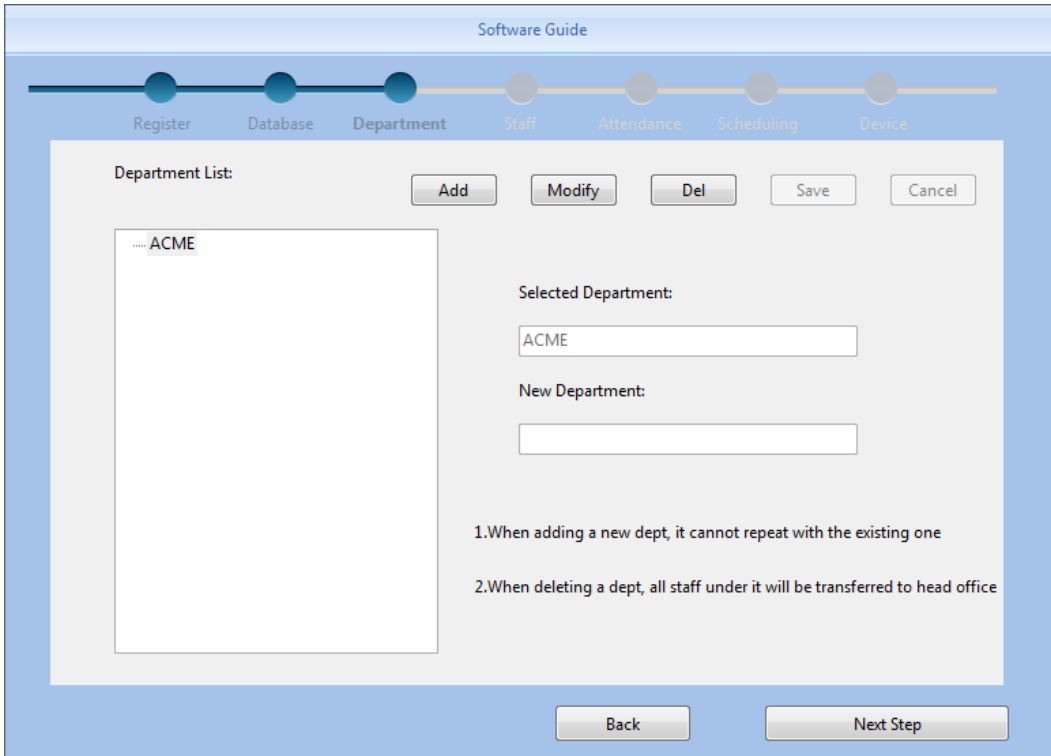 Software Guide
Register Database Department Staff Attendance Scheduling Device
Department List:
Add Modify Del Save Cancel
ACME
Selected Department:
ACME
New Department:
1.When adding a new dept, it cannot repeat with the existing one
2.When deleting a dept, all staff under it will be transferred to head office
Back Next Step